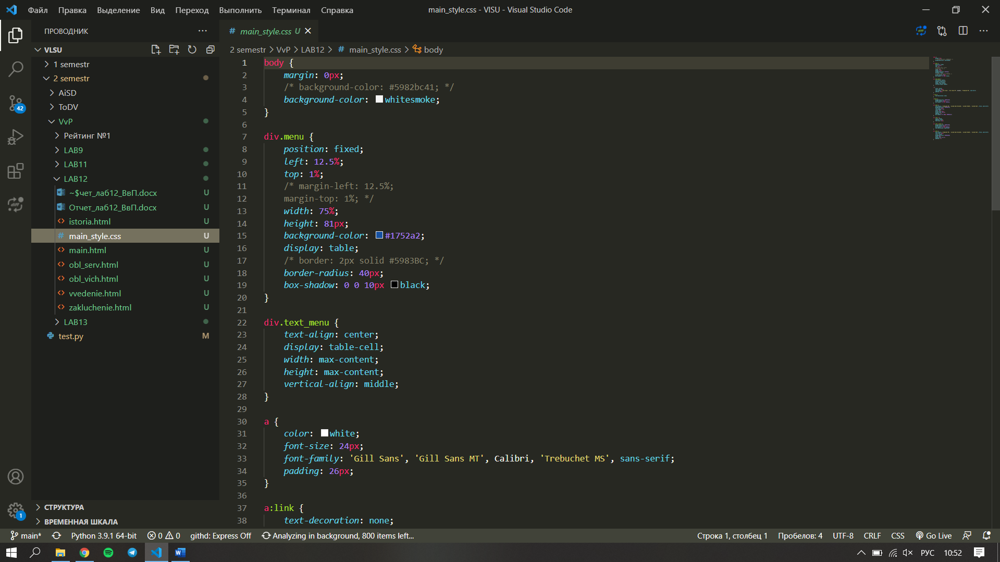 Файл Правка Выделение Вид Переход Выполнить Терминал Справка
main_style.css - VlSU - Visual Studio Code
ПРОВОДНИК
VLSU
1 semestr
2 semestr
AiSD
ToDV
VvP
Рейтинг №1
LAB9
LAB11
LAB12
~$чет_лаб12_ВвП.docx U
Отчет_лаб12_ВвП.docx U
istoria.html U
main_style.css U
main.html U
obl_serv.html U
obl_vich.html U
vvedenie.html U
zakluchenie.html U
LAB13
test.py M
СТРУКТУРА
ВРЕМЕННАЯ ШКАЛА
42
diff
1
# main_style.css U
2 semestr > VvP > LAB12 > # main_style.css > body
1 body {
2 margin: 0px;
3 /* background-color: #5982bc41; */
4 background-color: whitesmoke;
5 }
6
7 div.menu {
8 position: fixed;
9 left: 12.5%;
10 top: 1%;
11 /* margin-left: 12.5%;
12 margin-top: 1%; */
13 width: 75%;
14 height: 81px;
15 background-color: #1752a2;
16 display: table;
17 /* border: 2px solid #5983BC; */
18 border-radius: 40px;
19 box-shadow: 0 0 10px black;
20 }
21
22 div.text_menu {
23 text-align: center;
24 display: table-cell;
25 width: max-content;
26 height: max-content;
27 vertical-align: middle;
28 }
29
30 a {
31 color: white;
32 font-size: 24px;
33 font-family: 'Gill Sans', 'Gill Sans MT', Calibri, 'Trebuchet MS', sans-serif;
34 padding: 26px;
35 }
36
37 a:link {
38 text-decoration: none;
main* Python 3.9.1 64-bit 0 0 githd: Express Off Analyzing in background, 800 items left... Строка 1, столбец 1 Пробелов: 4 UTF-8 CRLF CSS Go Live
РУС 10:52